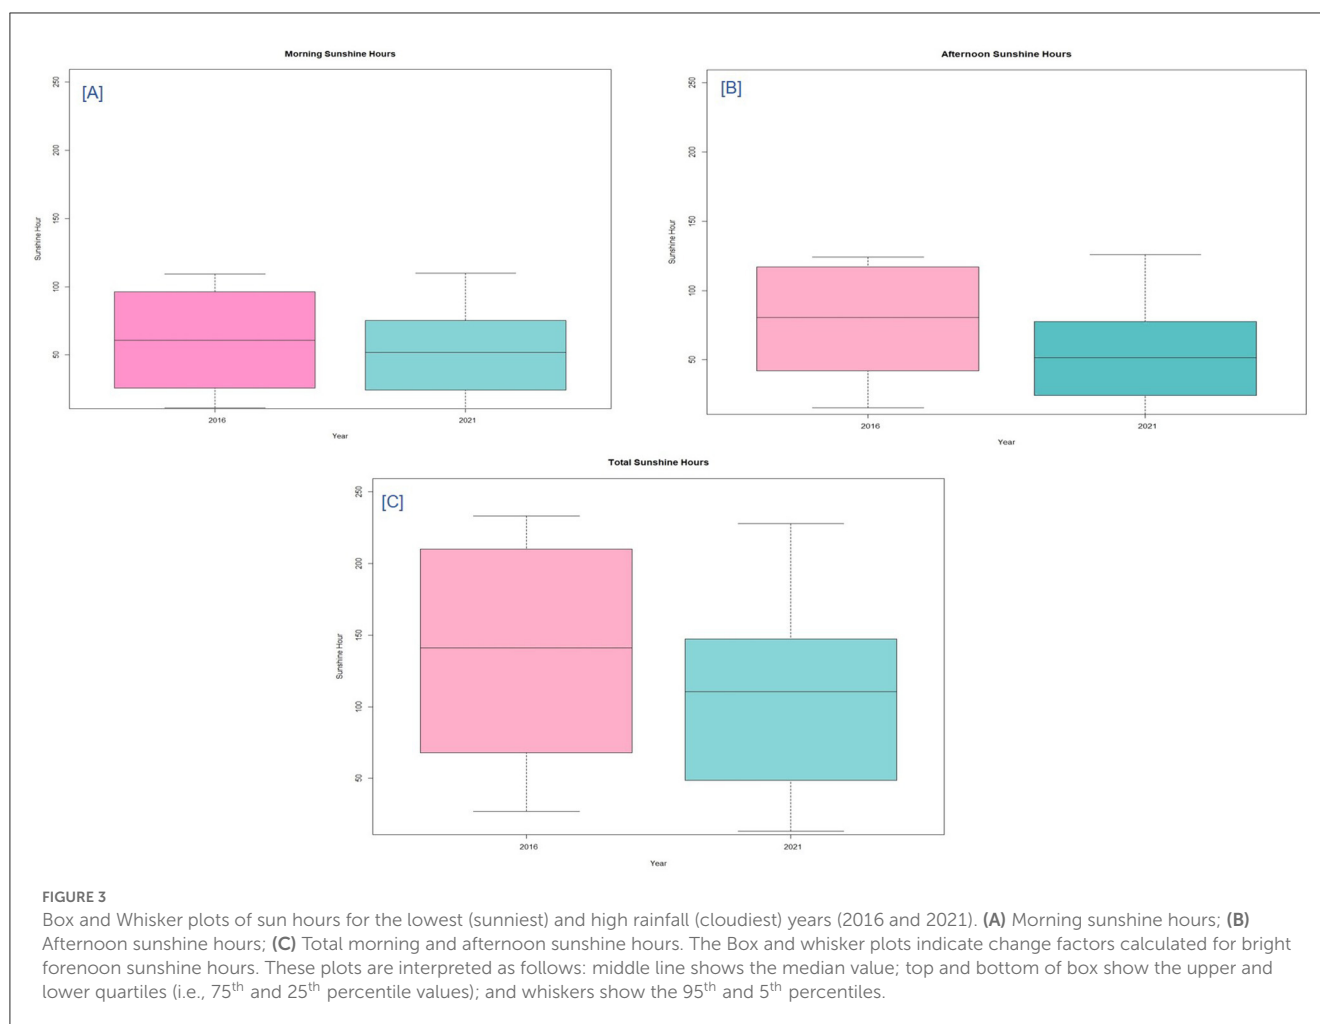 Morning Sunshine Hours
[A]
250
200
150
100
50
Sunshine Hour
2016
2021
Year
Afternoon Sunshine Hours
[B]
250
200
150
100
50
Sunshine Hour
2016
2021
Year
Total Sunshine Hours
[C]
250
200
150
100
50
Sunshine Hour
2016
2021
Year
FIGURE 3
Box and Whisker plots of sun hours for the lowest (sunniest) and high rainfall (cloudiest) years (2016 and 2021). (A) Morning sunshine hours; (B)
Afternoon sunshine hours; (C) Total morning and afternoon sunshine hours. The Box and whisker plots indicate change factors calculated for bright
forenoon sunshine hours. These plots are interpreted as follows: middle line shows the median value; top and bottom of box show the upper and
lower quartiles (i.e., 75th and 25th percentile values); and whiskers show the 95th and 5th percentiles.